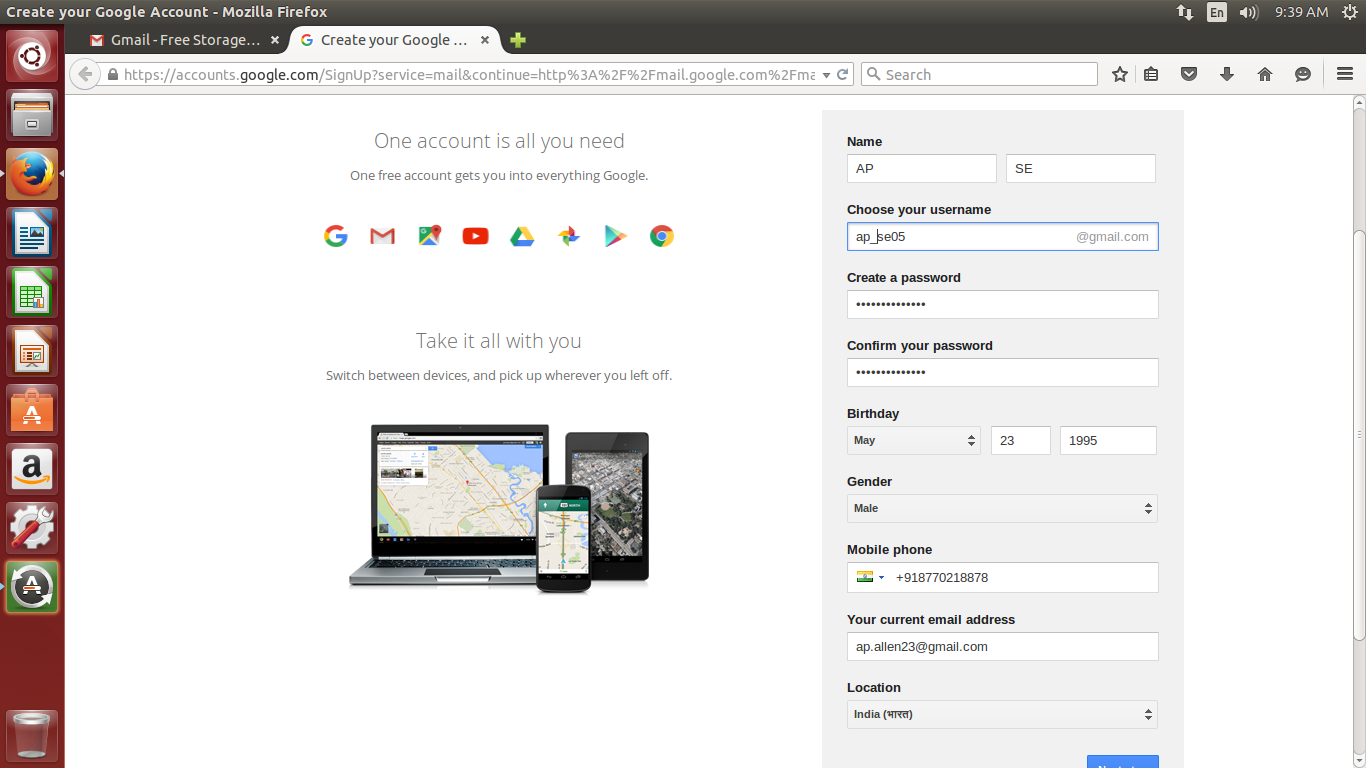 Create your Google Account - Mozilla Firefox
En
9:39 AM
Gmail - Free Storage...
Create your Google ...
https://accounts.google.com/SignUp?service=mail&continue=http%3A%2F%2Fmail.google.com%2Fma
Search
One account is all you need
One free account gets you into everything Google.
Take it all with you
Switch between devices, and pick up wherever you left off.
Name
AP
SE
Choose your username
ap_se05
@gmail.com
Create a password
••••••••••••••
Confirm your password
••••••••••••••
Birthday
May
23
1995
Gender
Male
Mobile phone
+918770218878
Your current email address
ap.allen23@gmail.com
Location
India (भारत)